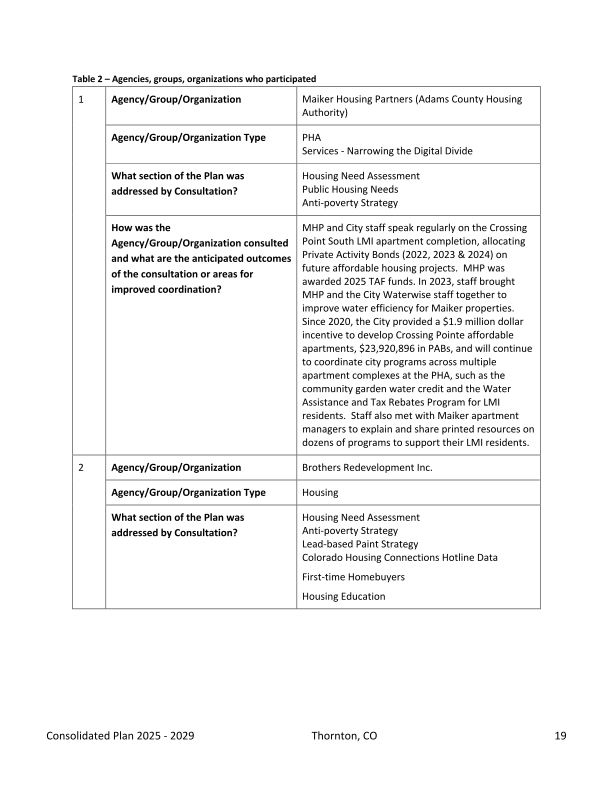 Table 2 – Agencies, groups, organizations who participated
1
Agency/Group/Organization
Maiker Housing Partners (Adams County Housing
Authority)
Agency/Group/Organization Type
PHA
Services - Narrowing the Digital Divide
What section of the Plan was
addressed by Consultation?
Housing Need Assessment
Public Housing Needs
Anti-poverty Strategy
How was the
Agency/Group/Organization consulted
and what are the anticipated outcomes
of the consultation or areas for
improved coordination?
MHP and City staff speak regularly on the Crossing
Point South LMI apartment completion, allocating
Private Activity Bonds (2022, 2023 & 2024) on
future affordable housing projects.  MHP was
awarded 2025 TAF funds. In 2023, staff brought
MHP and the City Waterwise staff together to
improve water efficiency for Maiker properties.
Since 2020, the City provided a $1.9 million dollar
incentive to develop Crossing Pointe affordable
apartments, $23,920,896 in PABs, and will continue
to coordinate city programs across multiple
apartment complexes at the PHA, such as the
community garden water credit and the Water
Assistance and Tax Rebates Program for LMI
residents.  Staff also met with Maiker apartment
managers to explain and share printed resources on
dozens of programs to support their LMI residents.
2
Agency/Group/Organization
Brothers Redevelopment Inc.
Agency/Group/Organization Type
Housing
What section of the Plan was
addressed by Consultation?
Housing Need Assessment
Anti-poverty Strategy
Lead-based Paint Strategy
Colorado Housing Connections Hotline Data
First-time Homebuyers
Housing Education
Consolidated Plan 2025 - 2029
Thornton, CO
19